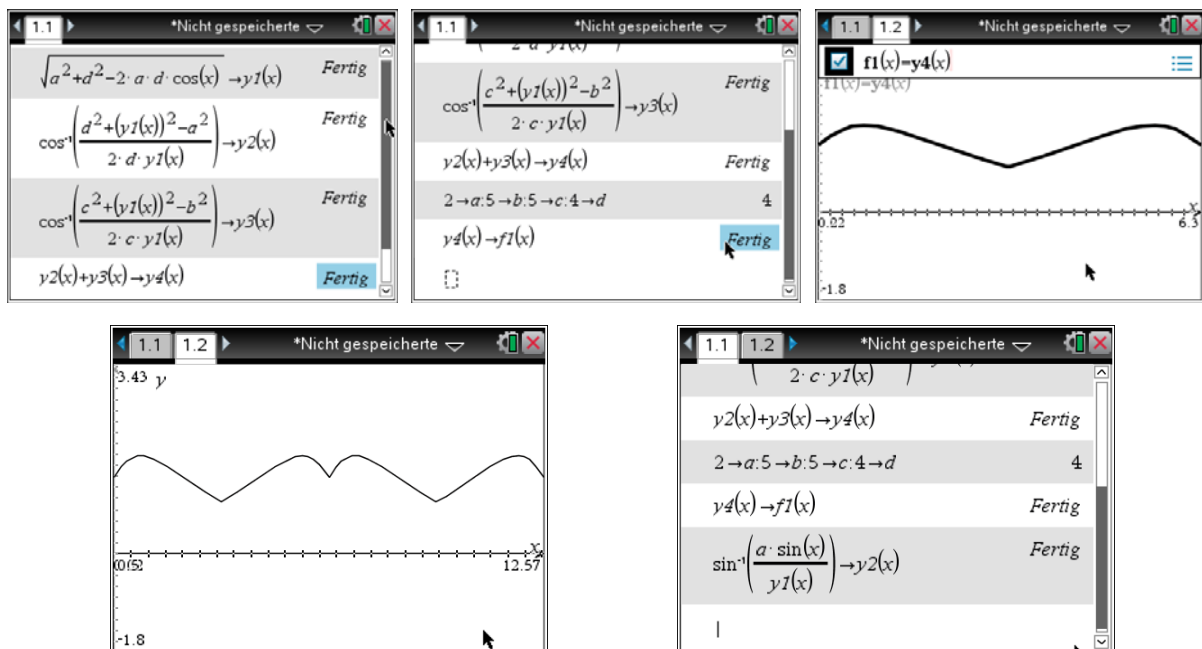 1.1 *Nicht gespeicherte
√(a²+d²−2·a·d·cos(x)) →y1(x) Fertig
cos⁻¹((d²+(y1(x))²−a²)/(2·d·y1(x)))→y2(x) Fertig
cos⁻¹((c²+(y1(x))²−b²)/(2·c·y1(x)))→y3(x) Fertig
y2(x)+y3(x)→y4(x) Fertig
1.1 *Nicht gespeicherte
cos⁻¹((c²+(y1(x))²−b²)/(2·c·y1(x)))→y3(x) Fertig
y2(x)+y3(x)→y4(x) Fertig
2→a:5→b:5→c:4→d 4
y4(x)→f1(x) Fertig
1.1 1.2 *Nicht gespeicherte
f1(x)=y4(x)
f1(x)=y4(x)
x
0.22 6.3
-1.8
1.1 1.2 *Nicht gespeicherte
3.43 y
x
12.57
-1.8
1.1 1.2 *Nicht gespeicherte
2·c·y1(x)
y2(x)+y3(x)→y4(x) Fertig
2→a:5→b:5→c:4→d 4
y4(x)→f1(x) Fertig
sin⁻¹((a·sin(x))/(y1(x)))→y2(x) Fertig